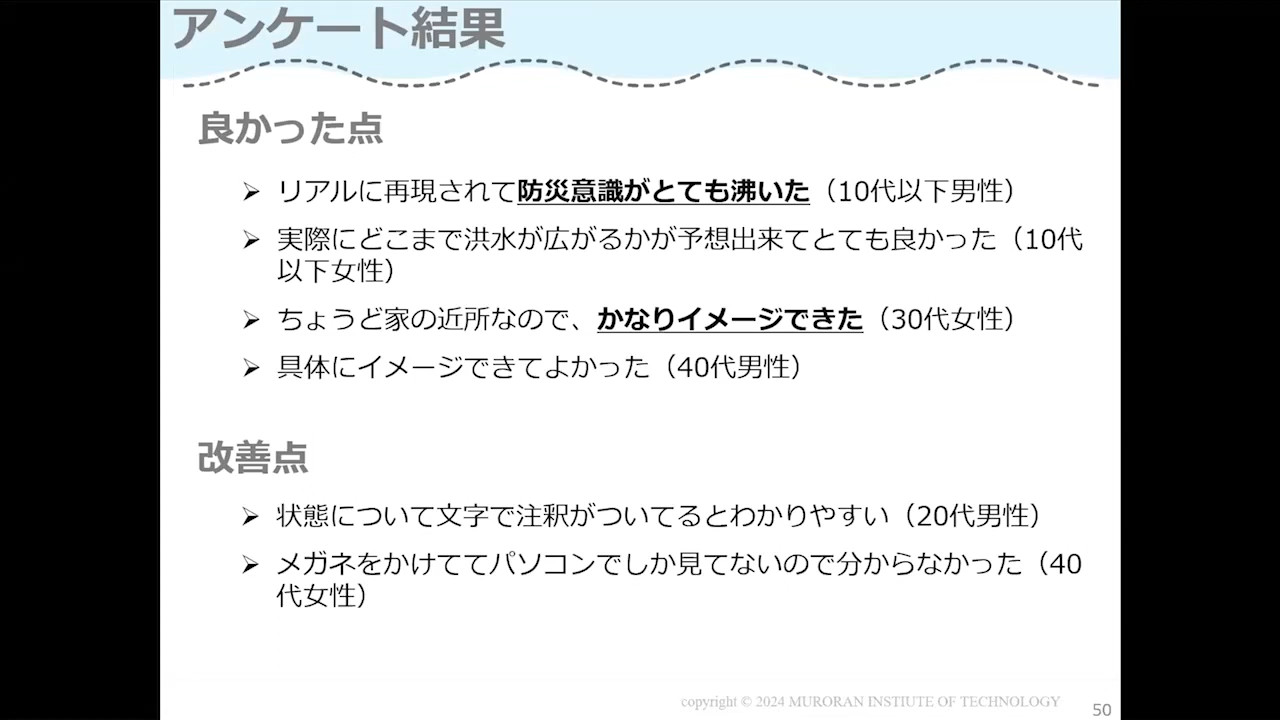 アンケート結果
良かった点
➢ リアルに再現されて防災意識がとても沸いた（10代以下男性）
➢ 実際にどこまで洪水が広がるかが予想出来てとても良かった（10代
以下女性）
➢ ちょうど家の近所なので、かなりイメージできた（30代女性）
➢ 具体にイメージできてよかった（40代男性）
改善点
➢ 状態について文字で注釈がついてるとわかりやすい（20代男性）
➢ メガネをかけててパソコンでしか見てないので分からなかった（40
代女性）
copyright © 2024 MURORAN INSTIUTE OF TECHNOLOGY
50